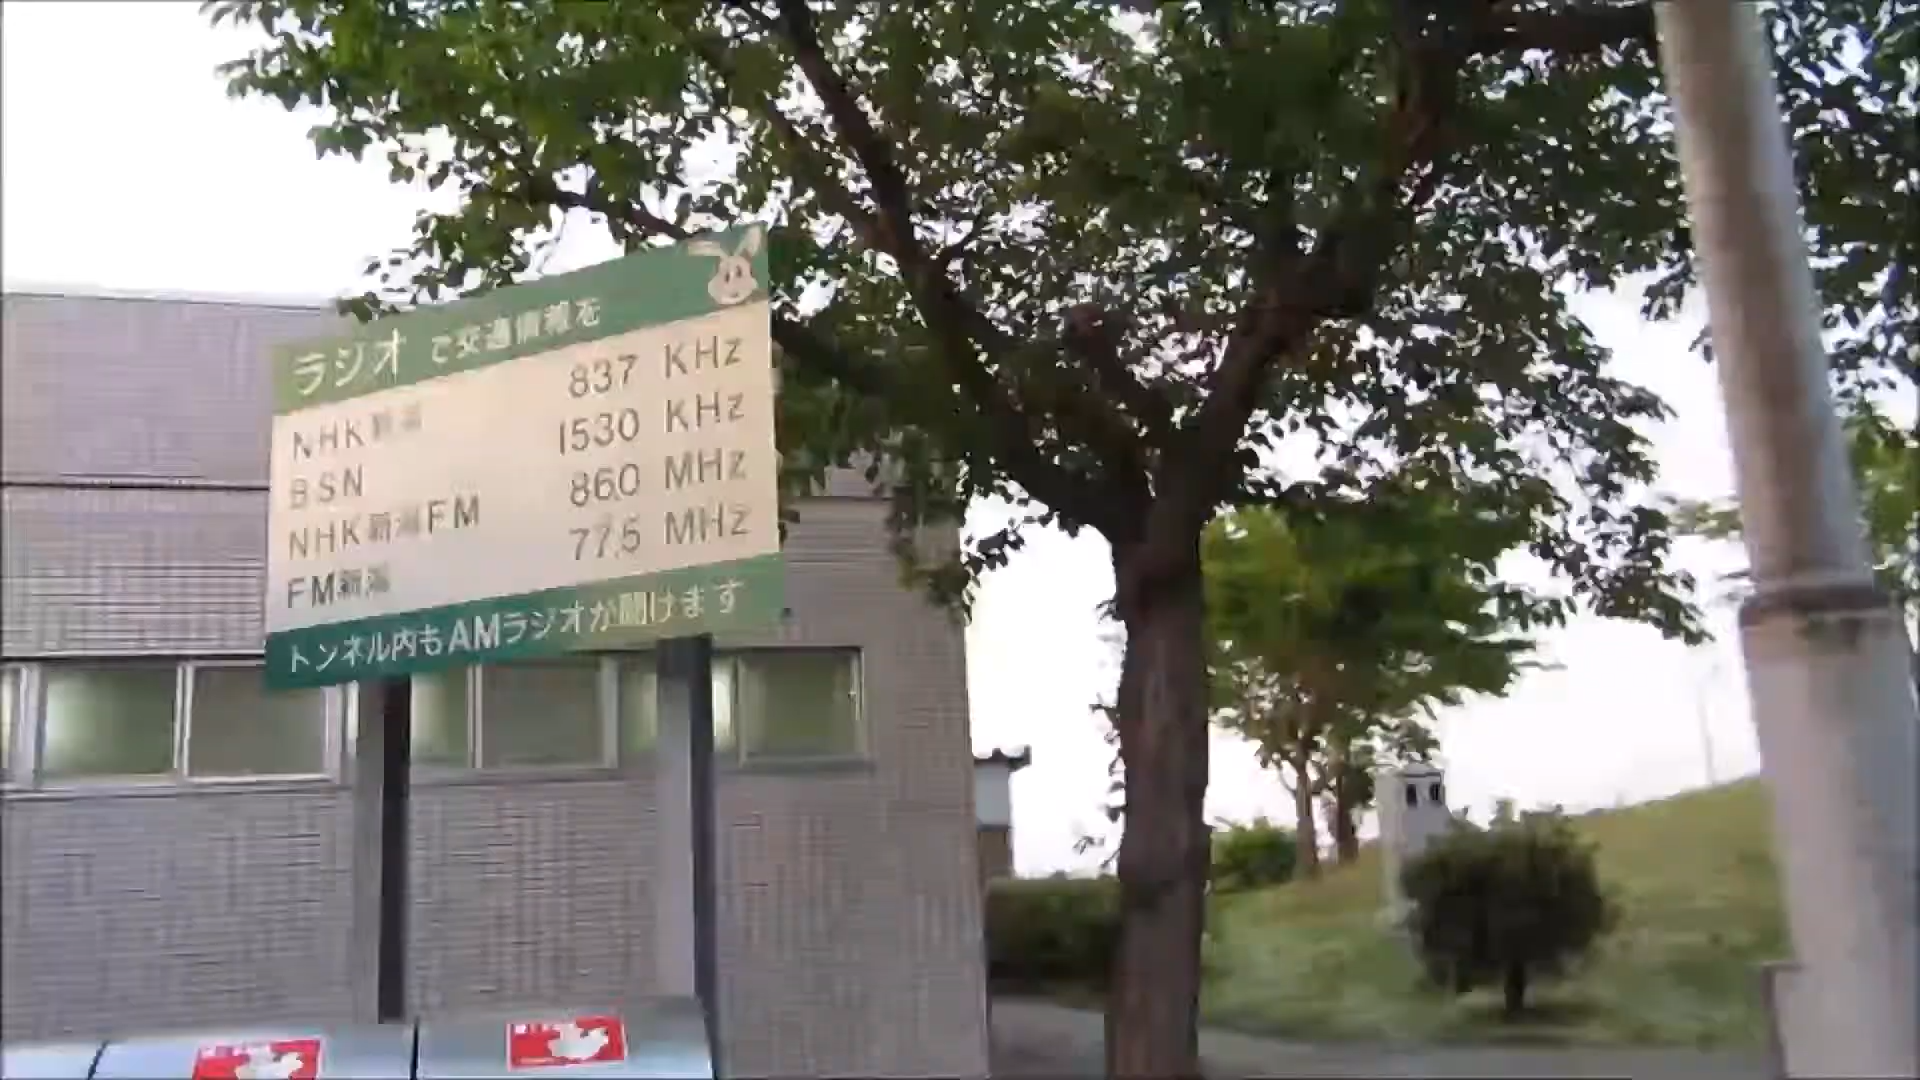 ラジオ で交通情報を
NHK新潟 837 KHz
BSN 1530 KHz
NHK新潟FM 86.0 MHz
FM新潟 77.5 MHz
トンネル内もAMラジオが聞けます